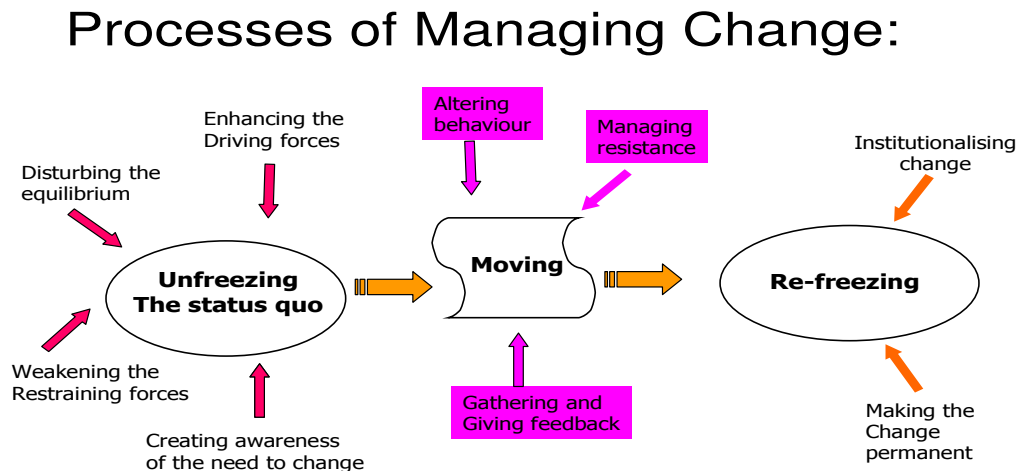 Processes of Managing Change:
Enhancing the
Driving forces
Disturbing the
equilibrium
Unfreezing
The status quo
Weakening the
Restraining forces
Creating awareness
of the need to change
Altering
behaviour
Managing
resistance
Moving
Gathering and
Giving feedback
Institutionalising
change
Re-freezing
Making the
Change
permanent